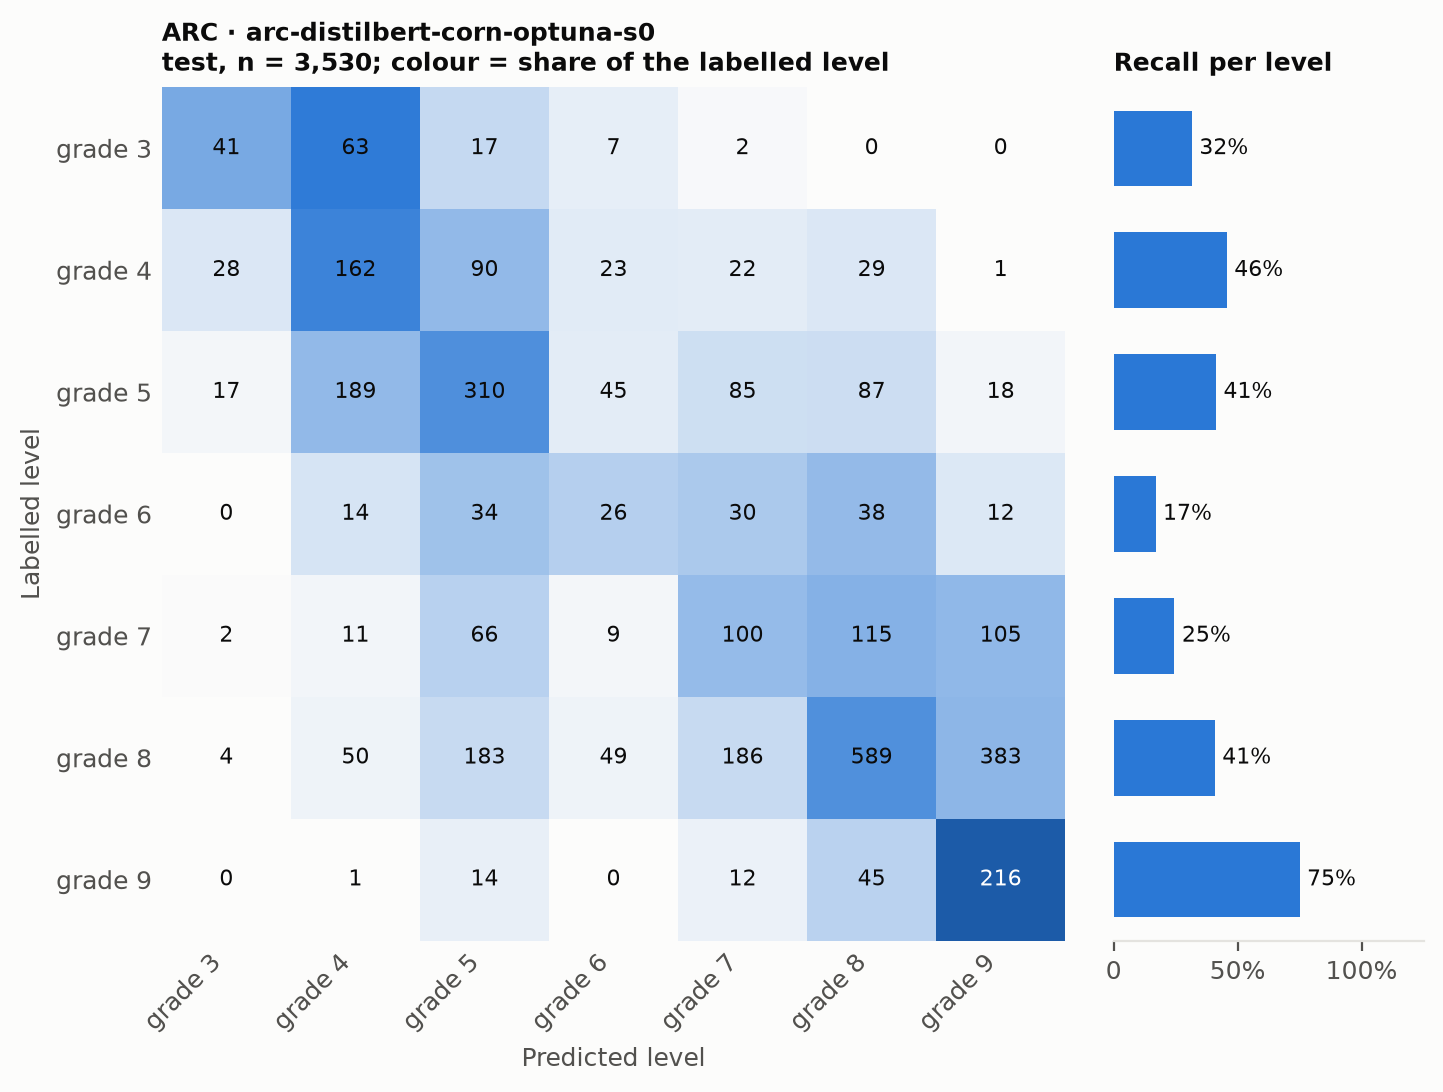 ARC · arc-distilbert-corn-optuna-s0
test, n = 3,530; colour = share of the labelled level
Recall per level
grade 3 41 63 17 7 2 0 0 32%
grade 4 28 162 90 23 22 29 1 46%
grade 5 17 189 310 45 85 87 18 41%
grade 6 0 14 34 26 30 38 12 17%
grade 7 2 11 66 9 100 115 105 25%
grade 8 4 50 183 49 186 589 383 41%
grade 9 0 1 14 0 12 45 216 75%
Labelled level
grade 3 grade 4 grade 5 grade 6 grade 7 grade 8 grade 9
0 50% 100%
Predicted level